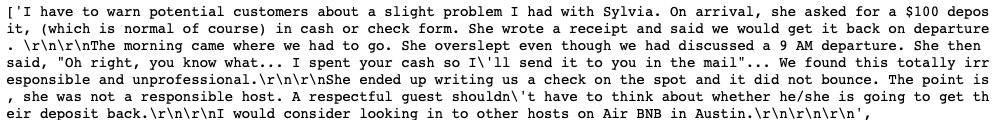 ['I have to warn potential customers about a slight problem I had with Sylvia. On arrival, she asked for a $100 depos
it, (which is normal of course) in cash or check form. She wrote a receipt and said we would get it back on departure
. \r\n\r\nThe morning came where we had to go. She overslept even though we had discussed a 9 AM departure. She then
said, "Oh right, you know what... I spent your cash so I\'ll send it to you in the mail"... We found this totally irr
esponsible and unprofessional.\r\n\r\nShe ended up writing us a check on the spot and it did not bounce. The point is
, she was not a responsible host. A respectful guest shouldn\'t have to think about whether he/she is going to get th
eir deposit back.\r\n\r\nI would consider looking in to other hosts on Air BNB in Austin.\r\n\r\n\r\n',